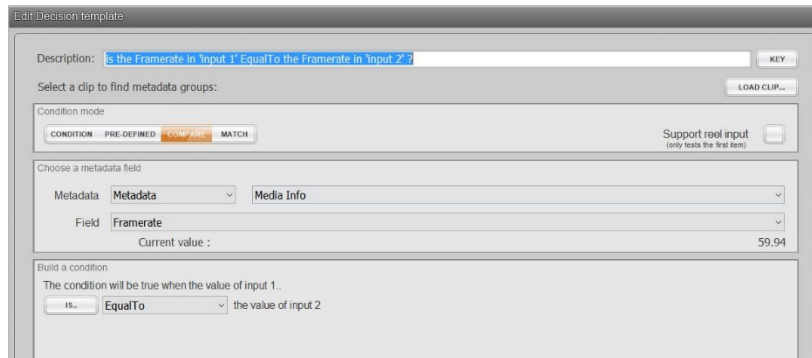 Edit Decision template
Description: is the Framerate in 'input 1' EqualTo the Framerate in 'input 2' ? KEY
Select a clip to find metadata groups: LOAD CLIP...
Condition mode
CONDITION PRE-DEFINED COMPARE MATCH Support reel input
(only tests the first item)
Choose a metadata field
Metadata Metadata Media Info
Field Framerate
Current value : 59.94
Build a condition
The condition will be true when the value of input 1..
IS.. EqualTo the value of input 2